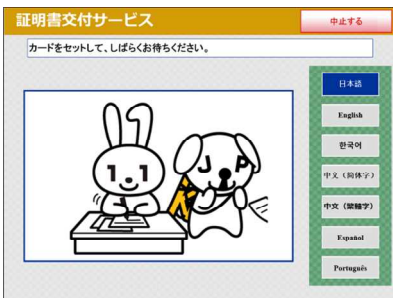 証明書交付サービス
中止する
カードをセットして、しばらくお待ちください。
日本語
English
한국어
中文(简体字)
中文(繁體字)
Español
Português
1 1
J P